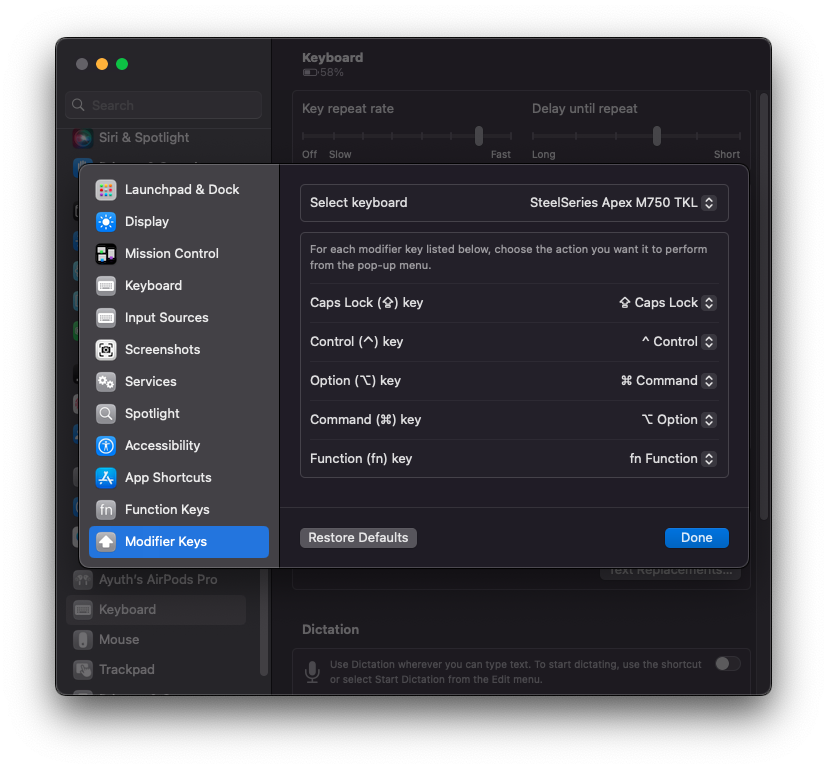 Keyboard
58%
Search
Key repeat rate
Delay until repeat
Off
Slow
Fast
Long
Short
Siri & Spotlight
Launchpad & Dock
Display
Mission Control
Keyboard
Input Sources
Screenshots
Services
Spotlight
Accessibility
App Shortcuts
fn Function Keys
Modifier Keys
Select keyboard
SteelSeries Apex M750 TKL
For each modifier key listed below, choose the action you want it to perform
from the pop-up menu.
Caps Lock (⇪) key
⇪ Caps Lock
Control (^) key
^ Control
Option (⌥) key
⌘ Command
Command (⌘) key
⌥ Option
Function (fn) key
fn Function
Restore Defaults
Done
Text Replacements...
Ayuth's AirPods Pro
Keyboard
Mouse
Trackpad
Dictation
Use Dictation wherever you can type text. To start dictating, use the shortcut
or select Start Dictation from the Edit menu.